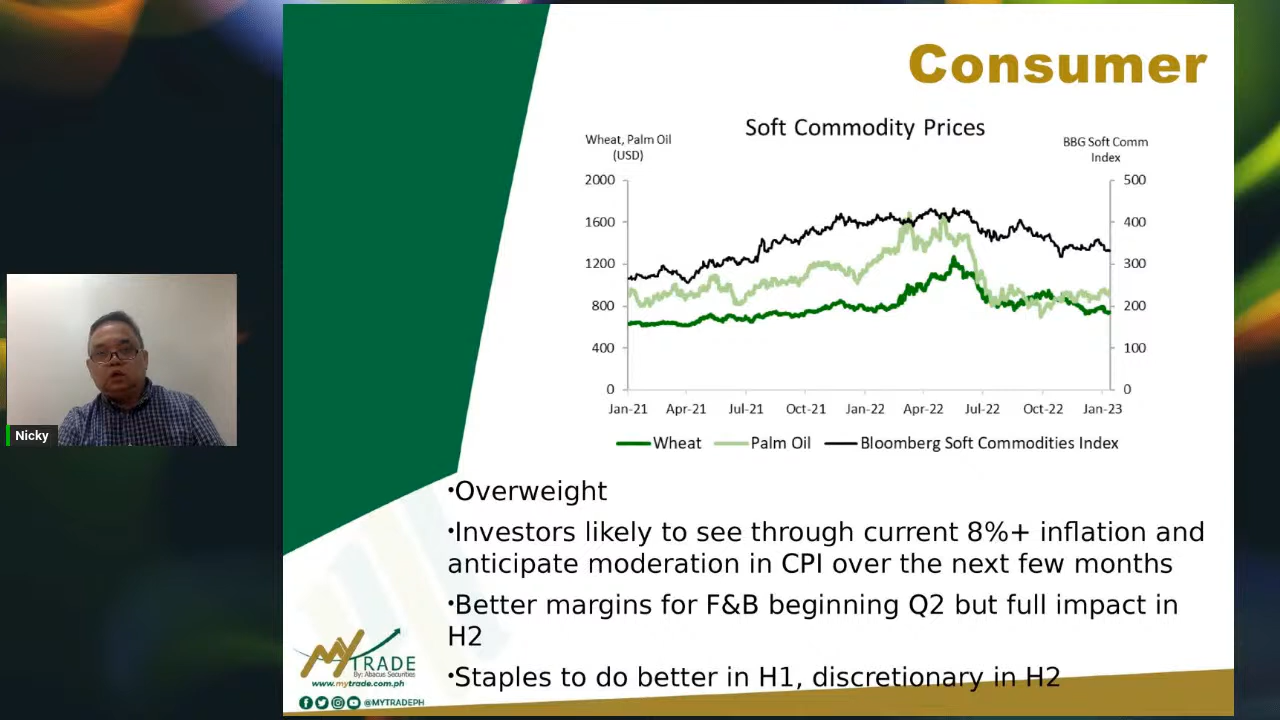 Consumer
Soft Commodity Prices
Wheat, Palm Oil
(USD)
BBG Soft Comm
Index
2000
1600
1200
800
400
0
500
400
300
200
100
0
Jan-21 Apr-21 Jul-21 Oct-21 Jan-22 Apr-22 Jul-22 Oct-22 Jan-23
Wheat Palm Oil Bloomberg Soft Commodities Index
Nicky
•Overweight
•Investors likely to see through current 8%+ inflation and
anticipate moderation in CPI over the next few months
•Better margins for F&B beginning Q2 but full impact in
H2
•Staples to do better in H1, discretionary in H2
MYTRADE
By: Abacus Securities
www.mytrade.com.ph
@MYTRADEPH